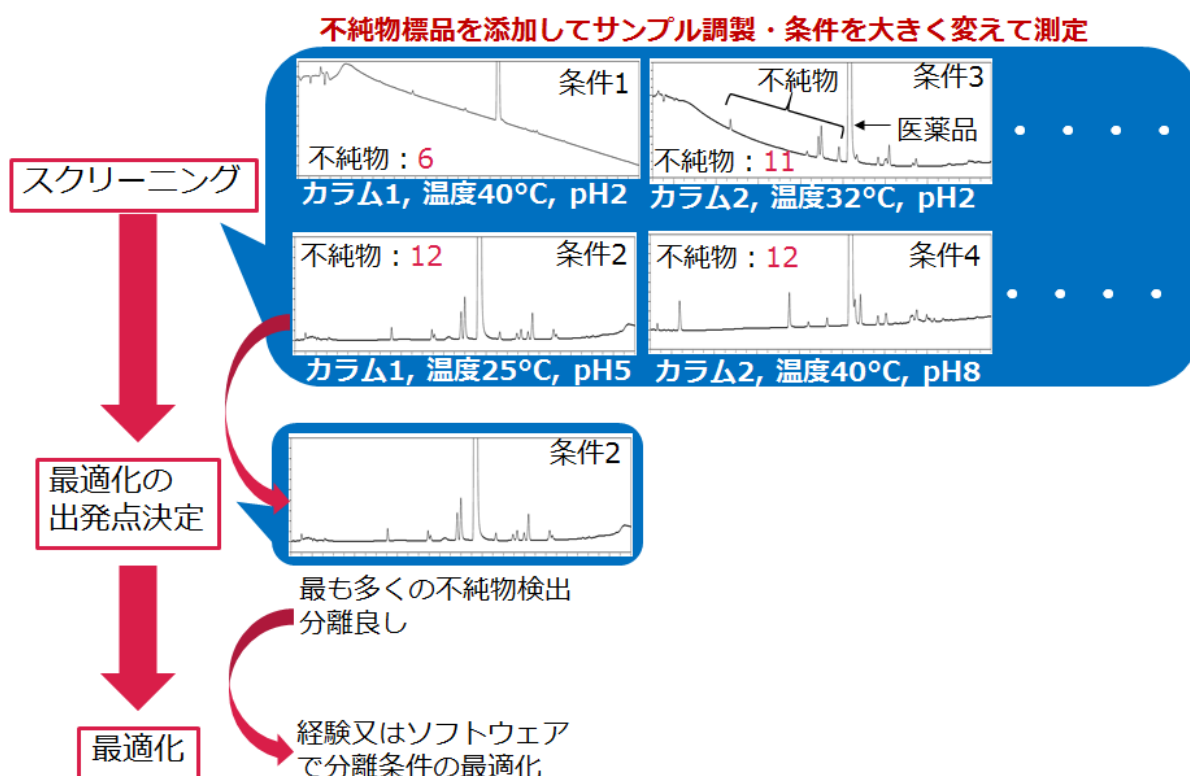 不純物標品を添加してサンプル調製・条件を大きく変えて測定
条件1
不純物：6
カラム1, 温度40°C, pH2
不純物
条件3
医薬品
不純物：11
カラム2, 温度32°C, pH2
・・・・
スクリーニング
不純物：12
条件2
カラム1, 温度25°C, pH5
不純物：12
条件4
カラム2, 温度40°C, pH8
・・・・
最適化の
出発点決定
条件2
最も多くの不純物検出
分離良し
最適化
経験又はソフトウェア
で分離条件の最適化